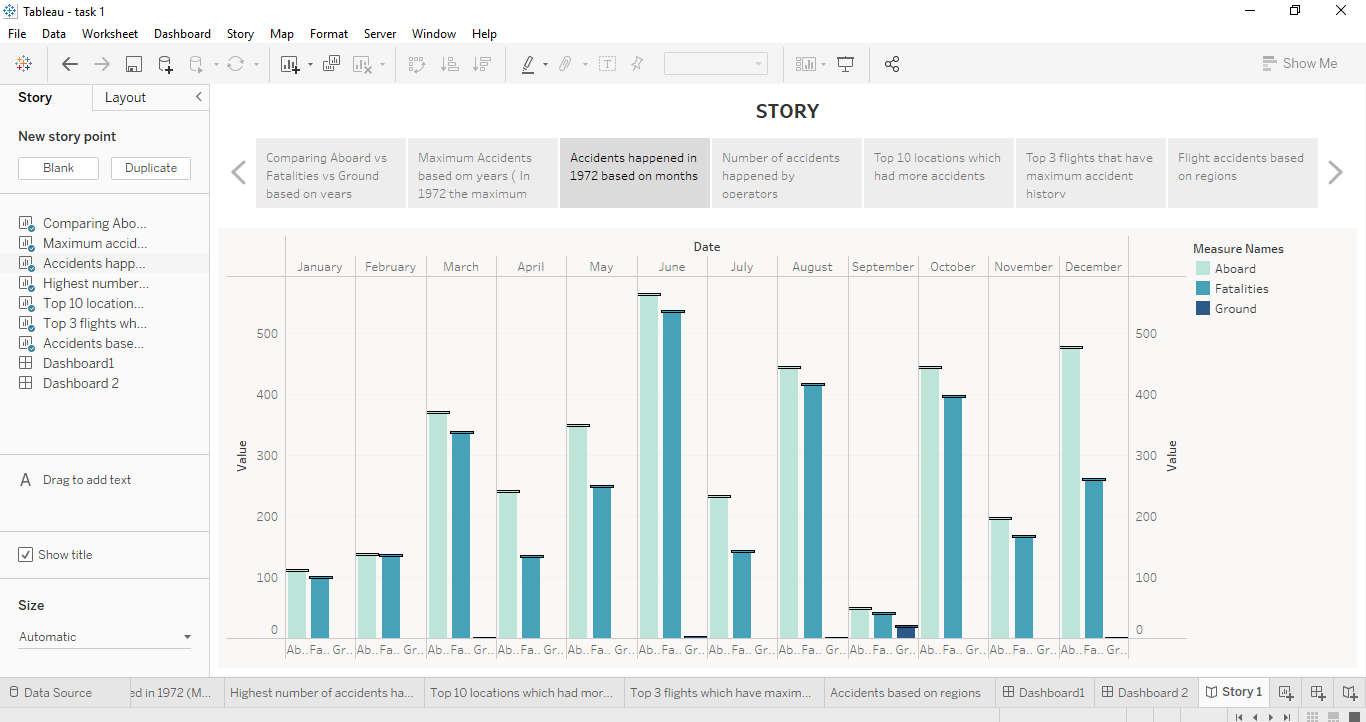 Tableau - task 1
File Data Worksheet Dashboard Story Map Format Server Window Help
Show Me
Story Layout
New story point
Blank Duplicate
Comparing Abo...
Maximum accid...
Accidents happ...
Highest number...
Top 10 location...
Top 3 flights wh...
Accidents base...
Dashboard1
Dashboard 2
A Drag to add text
Show title
Size
Automatic
STORY
Comparing Aboard vs
Fatalities vs Ground
based on years
Maximum Accidents
based om years ( In
1972 the maximum
Accidents happened in
1972 based on months
Number of accidents
happened by
operators
Top 10 locations which
had more accidents
Top 3 flights that have
maximum accident
history
Flight accidents based
on regions
Date
January February March April May June July August September October November December
Value
500
400
300
200
100
0
Ab.. Fa.. Gr.. Ab.. Fa.. Gr.. Ab.. Fa.. Gr.. Ab.. Fa.. Gr.. Ab.. Fa.. Gr.. Ab.. Fa.. Gr.. Ab.. Fa.. Gr.. Ab.. Fa.. Gr.. Ab.. Fa.. Gr.. Ab.. Fa.. Gr.. Ab.. Fa.. Gr.. Ab.. Fa.. Gr..
500
400
300
200
100
0
Value
Measure Names
Aboard
Fatalities
Ground
Data Source ed in 1972 (M... Highest number of accidents ha... Top 10 locations which had mor... Top 3 flights which have maxim... Accidents based on regions Dashboard1 Dashboard 2 Story 1